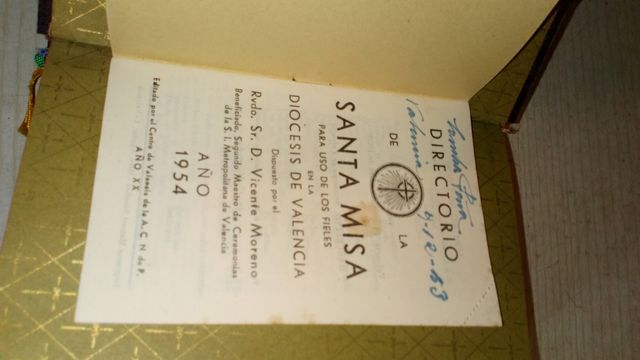 Valencia
DIRECTORIO
DE LA
SANTA MISA
PARA USO DE LOS FIELES
EN LA
DIOCESIS DE VALENCIA
Dispuesto por el
Rvdo. Sr. D. Vicente Moreno
Beneficiado, Segundo Maestro de Ceremonias
de la S. I. Metropolitana de Valencia
AÑO
1954
Editado por el Centro de Valencia de la A. C. N. de P.
AÑO XX